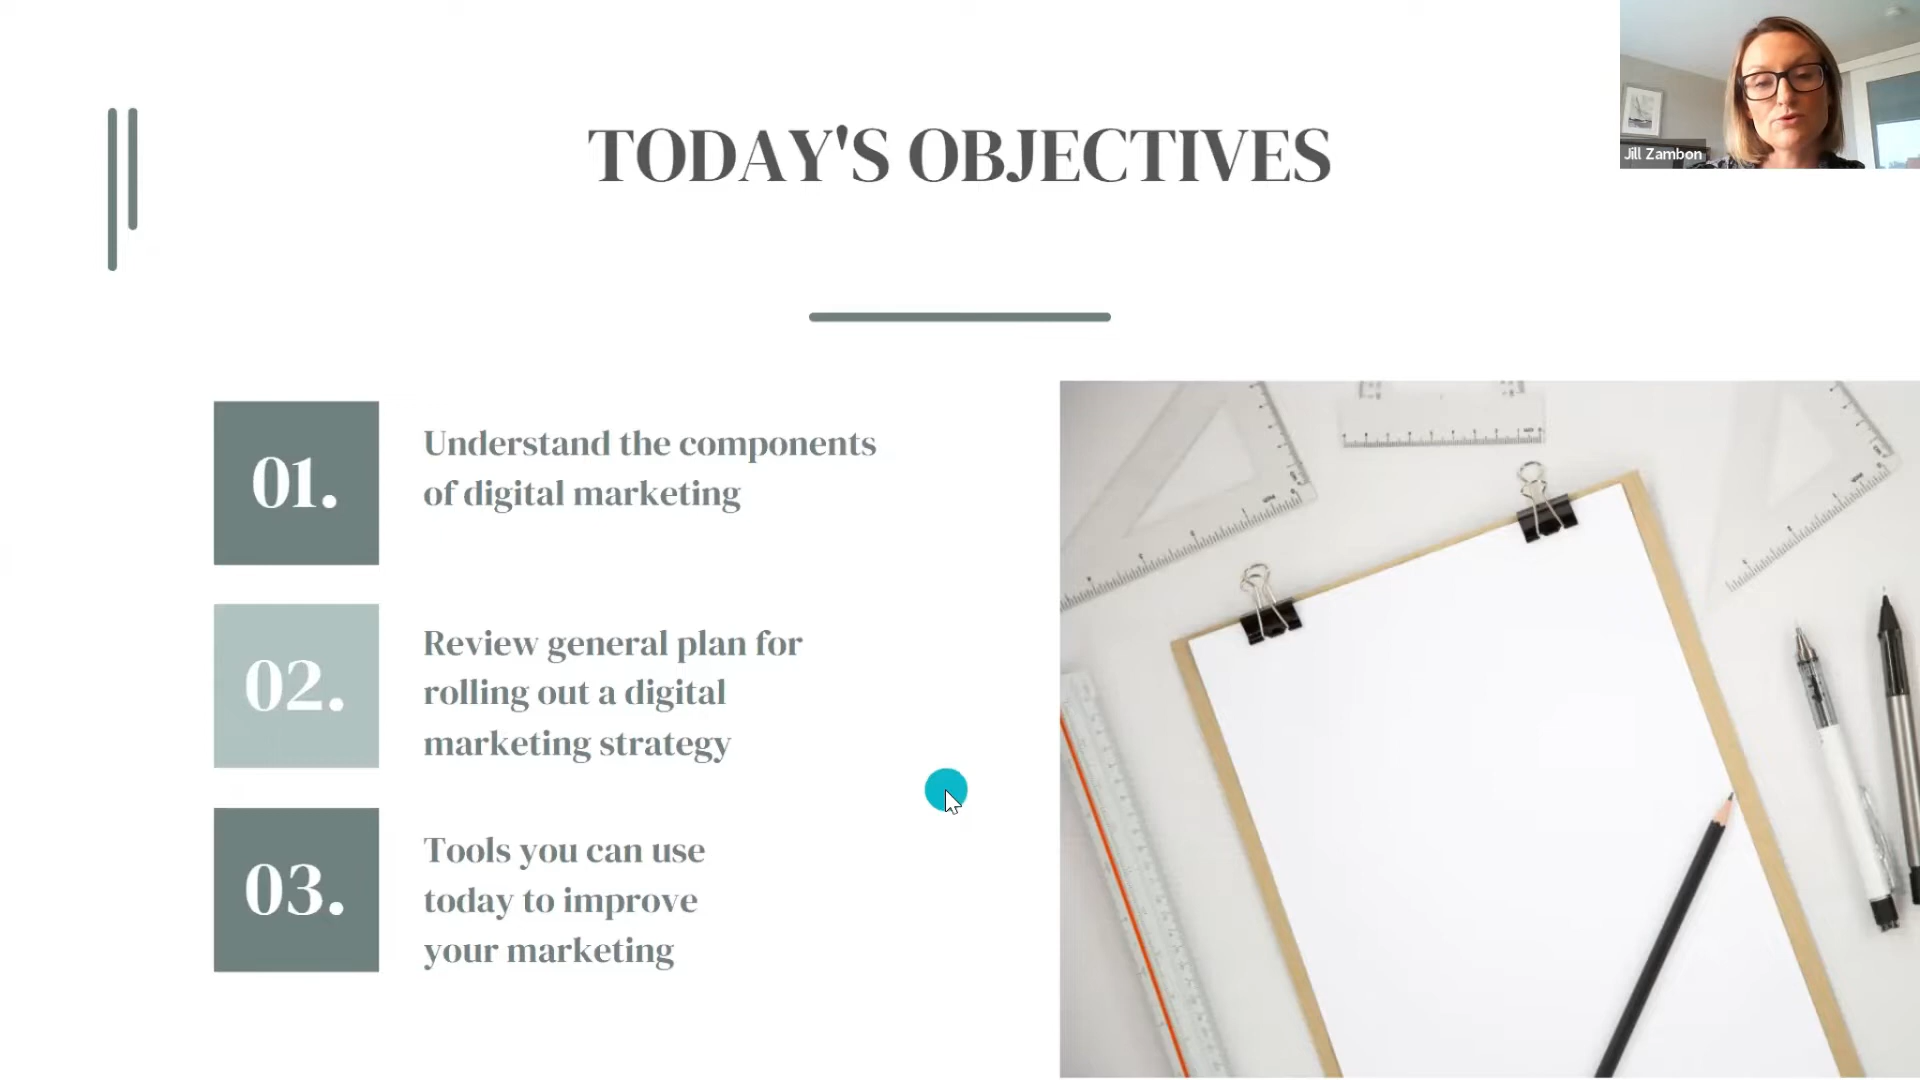 TODAY'S OBJECTIVES
Jill Zambon
01.
Understand the components
of digital marketing
02.
Review general plan for
rolling out a digital
marketing strategy
03.
Tools you can use
today to improve
your marketing